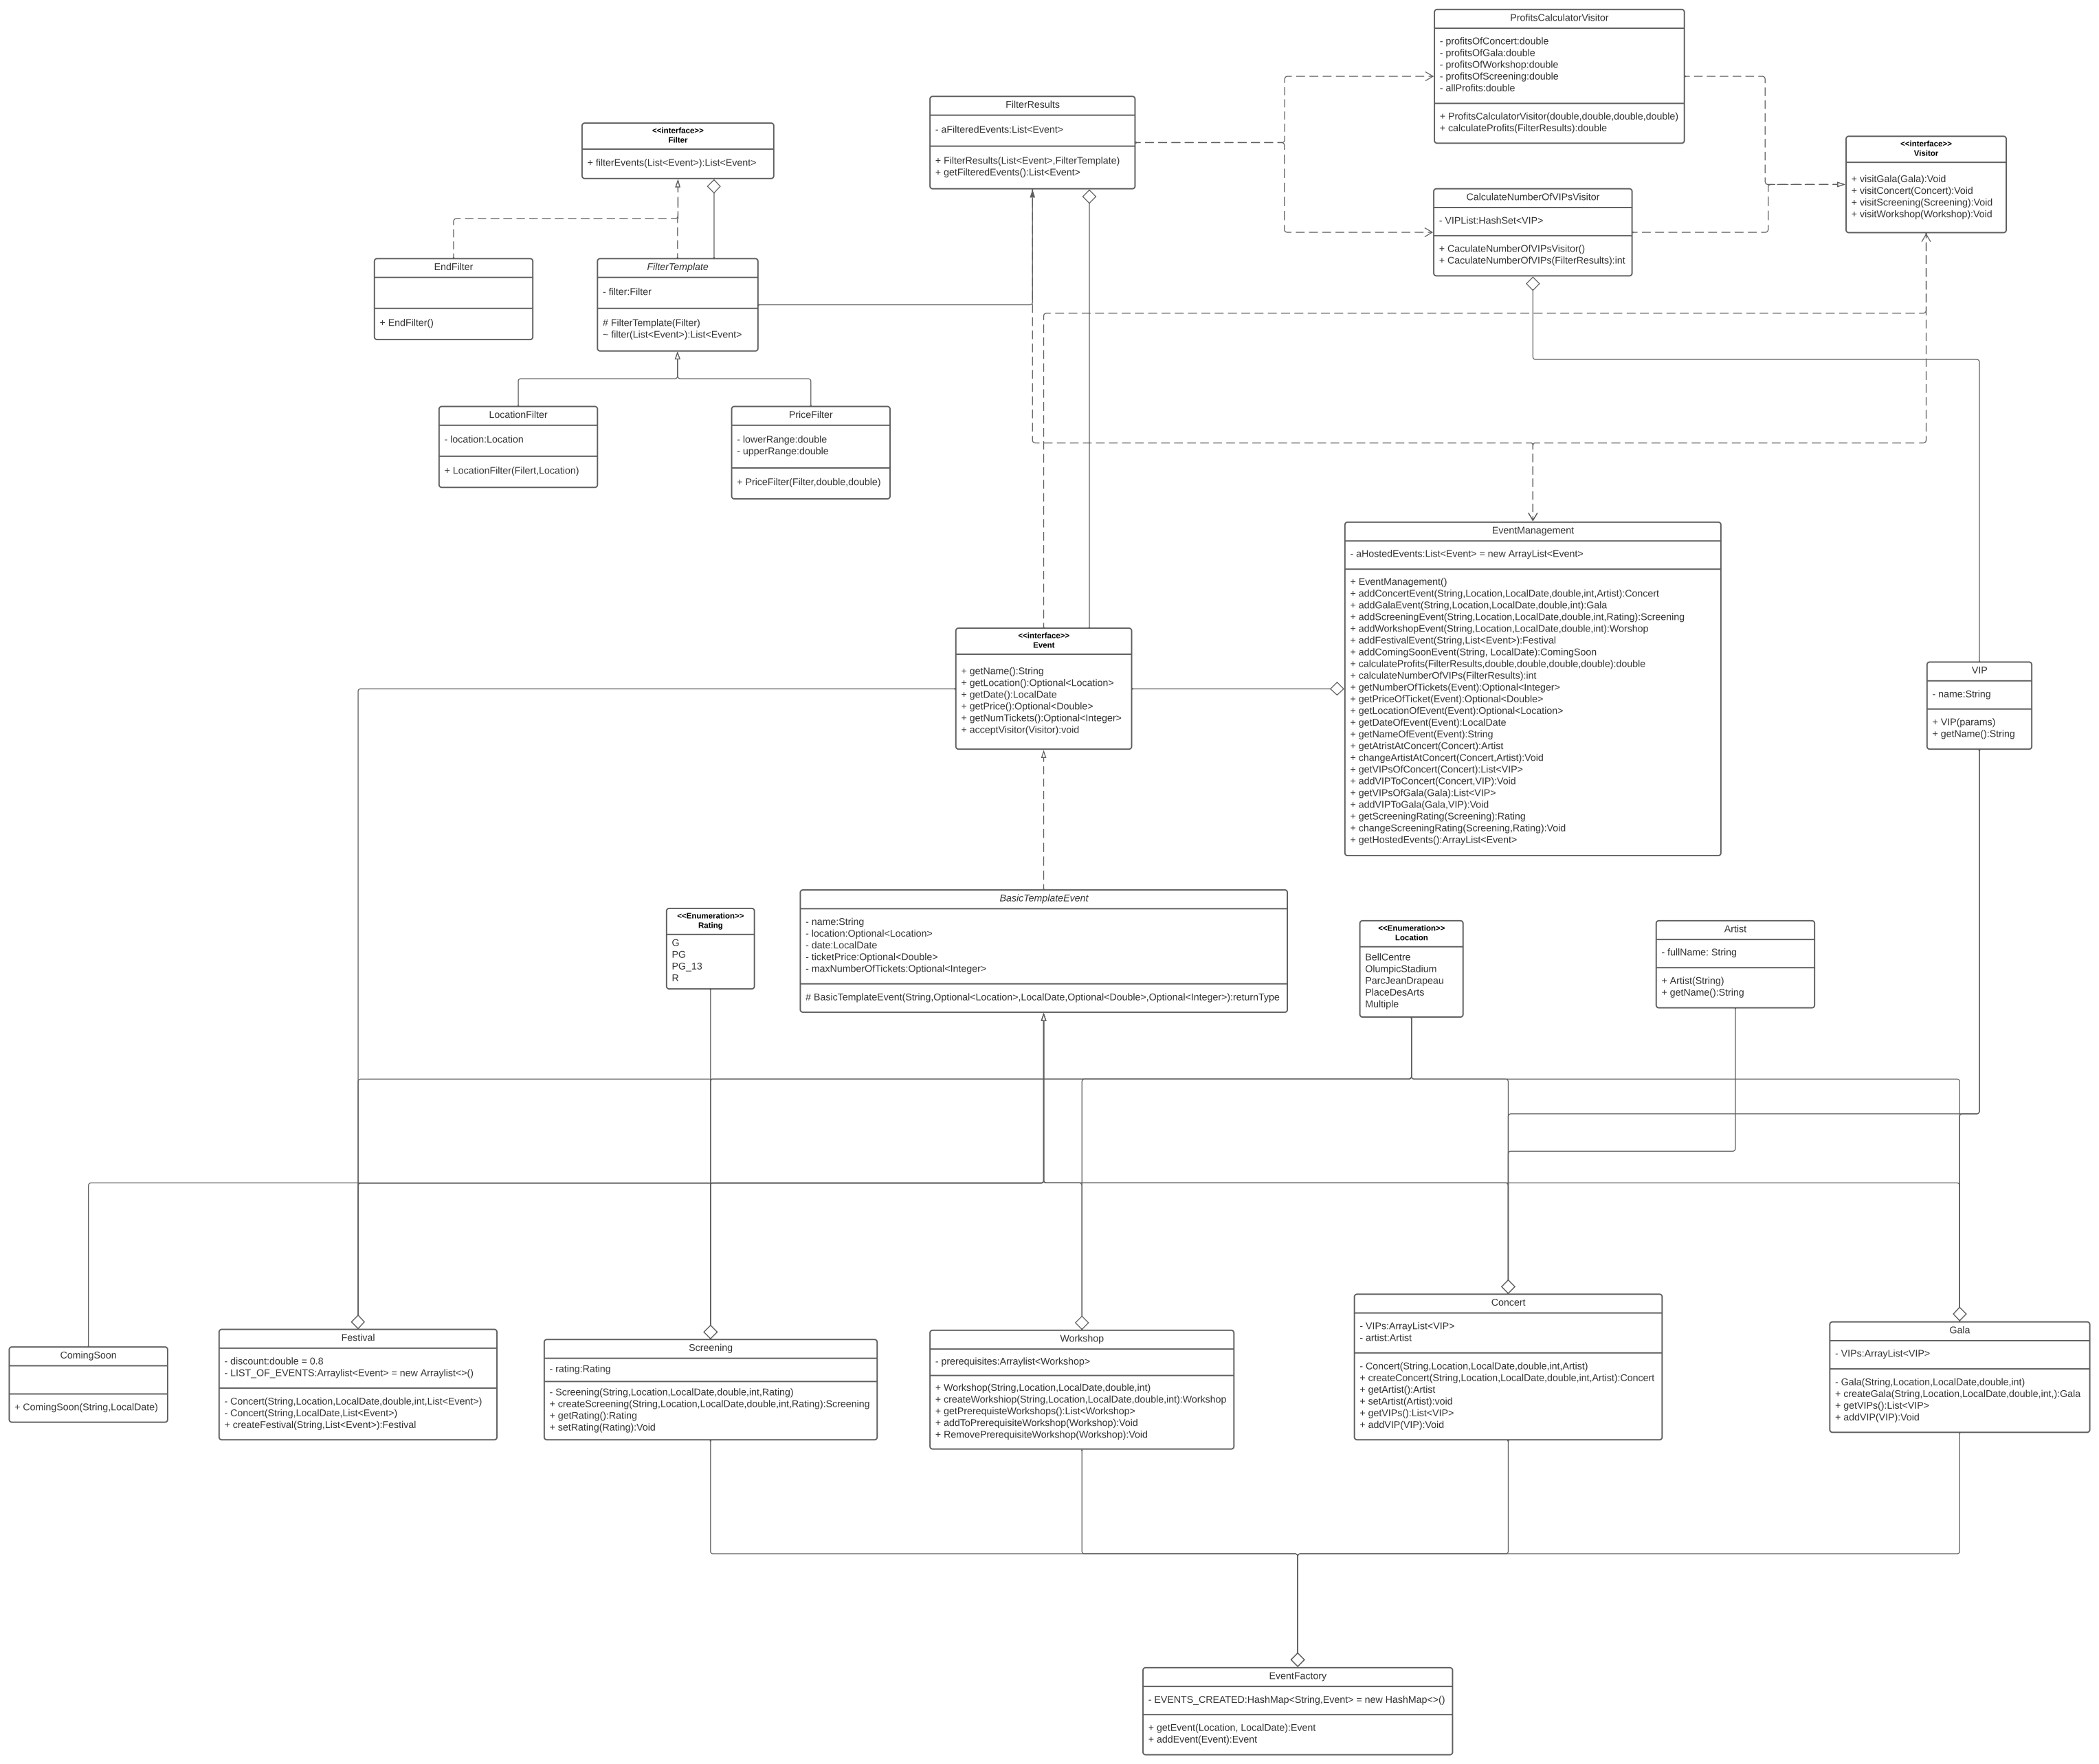 ProfitsCalculatorVisitor
- profitsOfConcert:double
- profitsOfGala:double
- profitsOfWorkshop:double
- profitsOfScreening:double
- allProfits:double
+ ProfitsCalculatorVisitor(double,double,double,double)
+ calculateProfits(FilterResults):double
FilterResults
- aFilteredEvents:List<Event>
+ FilterResults(List<Event>,FilterTemplate)
+ getFilteredEvents():List<Event>
<<interface>>
Filter
+ filterEvents(List<Event>):List<Event>
<<interface>>
Visitor
+ visitGala(Gala):Void
+ visitConcert(Concert):Void
+ visitScreening(Screening):Void
+ visitWorkshop(Workshop):Void
CalculateNumberOfVIPsVisitor
- VIPList:HashSet<VIP>
+ CaculateNumberOfVIPsVisitor()
+ CaculateNumberOfVIPs(FilterResults):int
EndFilter
+ EndFilter()
FilterTemplate
- filter:Filter
# FilterTemplate(Filter)
~ filter(List<Event>):List<Event>
LocationFilter
- location:Location
+ LocationFilter(Filert,Location)
PriceFilter
- lowerRange:double
- upperRange:double
+ PriceFilter(Filter,double,double)
EventManagement
- aHostedEvents:List<Event> = new ArrayList<Event>
+ EventManagement()
+ addConcertEvent(String,Location,LocalDate,double,int,Artist):Concert
+ addGalaEvent(String,Location,LocalDate,double,int):Gala
+ addScreeningEvent(String,Location,LocalDate,double,int,Rating):Screening
+ addWorkshopEvent(String,Location,LocalDate,double,int):Worshop
+ addFestivalEvent(String,List<Event>):Festival
+ addComingSoonEvent(String, LocalDate):ComingSoon
+ calculateProfits(FilterResults,double,double,double,double):double
+ calculateNumberOfVIPs(FilterResults):int
+ getNumberOfTickets(Event):Optional<Integer>
+ getPriceOfTicket(Event):Optional<Double>
+ getLocationOfEvent(Event):Optional<Location>
+ getDateOfEvent(Event):LocalDate
+ getNameOfEvent(Event):String
+ getAtristAtConcert(Concert):Artist
+ changeArtistAtConcert(Concert,Artist):Void
+ getVIPsOfConcert(Concert):List<VIP>
+ addVIPToConcert(Concert,VIP):Void
+ getVIPsOfGala(Gala):List<VIP>
+ addVIPToGala(Gala,VIP):Void
+ getScreeningRating(Screening):Rating
+ changeScreeningRating(Screening,Rating):Void
+ getHostedEvents():ArrayList<Event>
<<interface>>
Event
+ getName():String
+ getLocation():Optional<Location>
+ getDate():LocalDate
+ getPrice():Optional<Double>
+ getNumTickets():Optional<Integer>
+ acceptVisitor(Visitor):void
VIP
- name:String
+ VIP(params)
+ getName():String
<<Enumeration>>
Rating
G
PG
PG_13
R
BasicTemplateEvent
- name:String
- location:Optional<Location>
- date:LocalDate
- ticketPrice:Optional<Double>
- maxNumberOfTickets:Optional<Integer>
# BasicTemplateEvent(String,Optional<Location>,LocalDate,Optional<Double>,Optional<Integer>):returnType
<<Enumeration>>
Location
BellCentre
OlumpicStadium
ParcJeanDrapeau
PlaceDesArts
Multiple
Artist
- fullName: String
+ Artist(String)
+ getName():String
ComingSoon
+ ComingSoon(String,LocalDate)
Festival
- discount:double = 0.8
- LIST_OF_EVENTS:Arraylist<Event> = new Arraylist<>()
- Concert(String,Location,LocalDate,double,int,List<Event>)
- Concert(String,LocalDate,List<Event>)
+ createFestival(String,List<Event>):Festival
Screening
- rating:Rating
- Screening(String,Location,LocalDate,double,int,Rating)
+ createScreening(String,Location,LocalDate,double,int,Rating):Screening
+ getRating():Rating
+ setRating(Rating):Void
Workshop
- prerequisites:Arraylist<Workshop>
+ Workshop(String,Location,LocalDate,double,int)
+ createWorkshiop(String,Location,LocalDate,double,int):Workshop
+ getPrerequisteWorkshops():List<Workshop>
+ addToPrerequisiteWorkshop(Workshop):Void
+ RemovePrerequisiteWorkshop(Workshop):Void
Concert
- VIPs:ArrayList<VIP>
- artist:Artist
- Concert(String,Location,LocalDate,double,int,Artist)
+ createConcert(String,Location,LocalDate,double,int,Artist):Concert
+ getArtist():Artist
+ setArtist(Artist):void
+ getVIPs():List<VIP>
+ addVIP(VIP):Void
Gala
- VIPs:ArrayList<VIP>
- Gala(String,Location,LocalDate,double,int)
+ createGala(String,Location,LocalDate,double,int,):Gala
+ getVIPs():List<VIP>
+ addVIP(VIP):Void
EventFactory
- EVENTS_CREATED:HashMap<String,Event> = new HashMap<>()
+ getEvent(Location, LocalDate):Event
+ addEvent(Event):Event